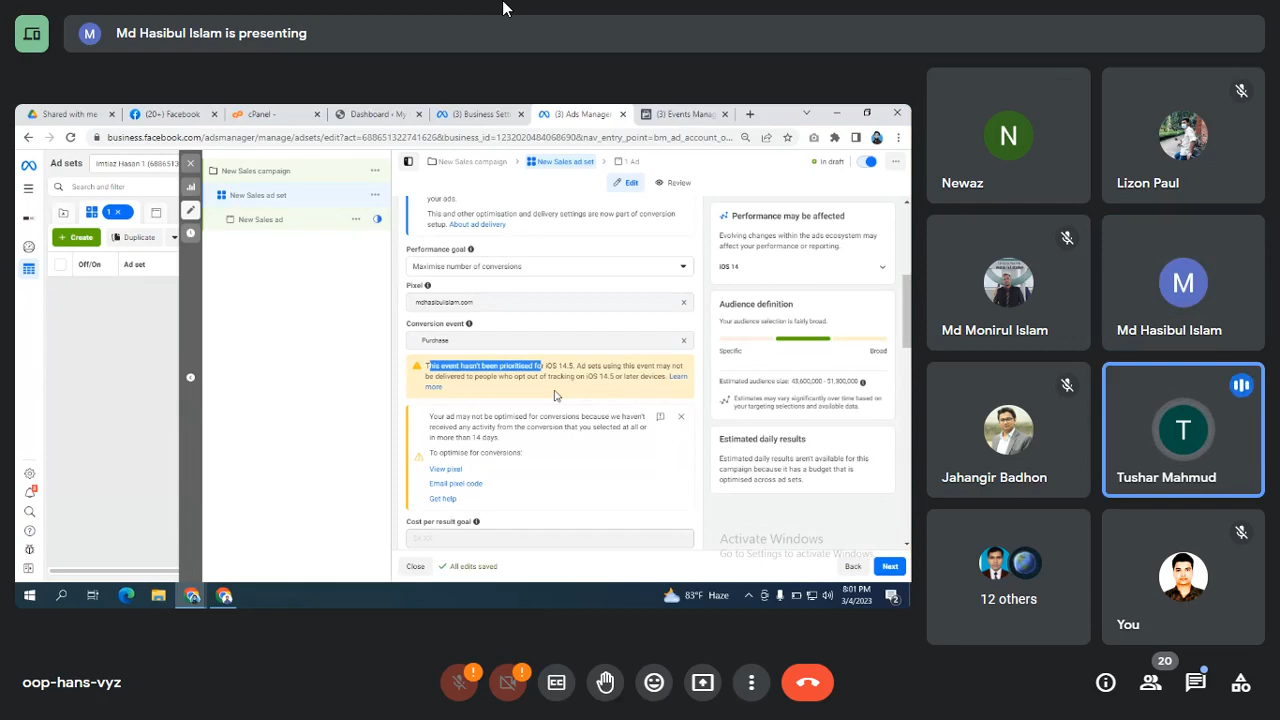 Md Hasibul Islam is presenting
Shared with me
(20+) Facebook
cPanel -
Dashboard ‹ My
(3) Business Set
(3) Ads Manage
(3) Events Manag
business.facebook.com/adsmanager/manage/adsets/edit?act=688651322741626&business_id=1232020484068690&nav_entry_point=bm_ad_account_o...
Ad sets
Imtiaz Hasan 1 (6886513
Search and filter
1
Create
Duplicate
Off/On
Ad set
New Sales campaign
New Sales ad set
New Sales ad
New Sales campaign
New Sales ad set
1 Ad
In draft
Edit
Review
your ads.
This and other optimisation and delivery settings are now part of conversion
setup. About ad delivery
Performance goal
Maximise number of conversions
Pixel
mdhasibulislam.com
Conversion event
Purchase
This event hasn't been prioritised for iOS 14.5. Ad sets using this event may not
be delivered to people who opt out of tracking on iOS 14.5 or later devices. Learn
more
Your ad may not be optimised for conversions because we haven't
received any activity from the conversion that you selected at all or
in more than 14 days.
To optimise for conversions:
View pixel
Email pixel code
Get help
Cost per result goal
Close
All edits saved
Back
Next
Performance may be affected
Evolving changes within the ads ecosystem may
affect your performance or reporting.
iOS 14
Audience definition
Your audience selection is fairly broad.
Specific
Broad
Estimated audience size: 43,600,000 - 51,300,000
Estimates may vary significantly over time based on
your targeting selections and available data.
Estimated daily results
Estimated daily results aren't available for this
campaign because it has a budget that is
optimised across ad sets.
Activate Windows
Go to Settings to activate Windows.
83°F Haze
8:01 PM
3/4/2023
2
N
Newaz
Lizon Paul
Md Monirul Islam
M
Md Hasibul Islam
Jahangir Badhon
T
Tushar Mahmud
12 others
You
oop-hans-vyz
20